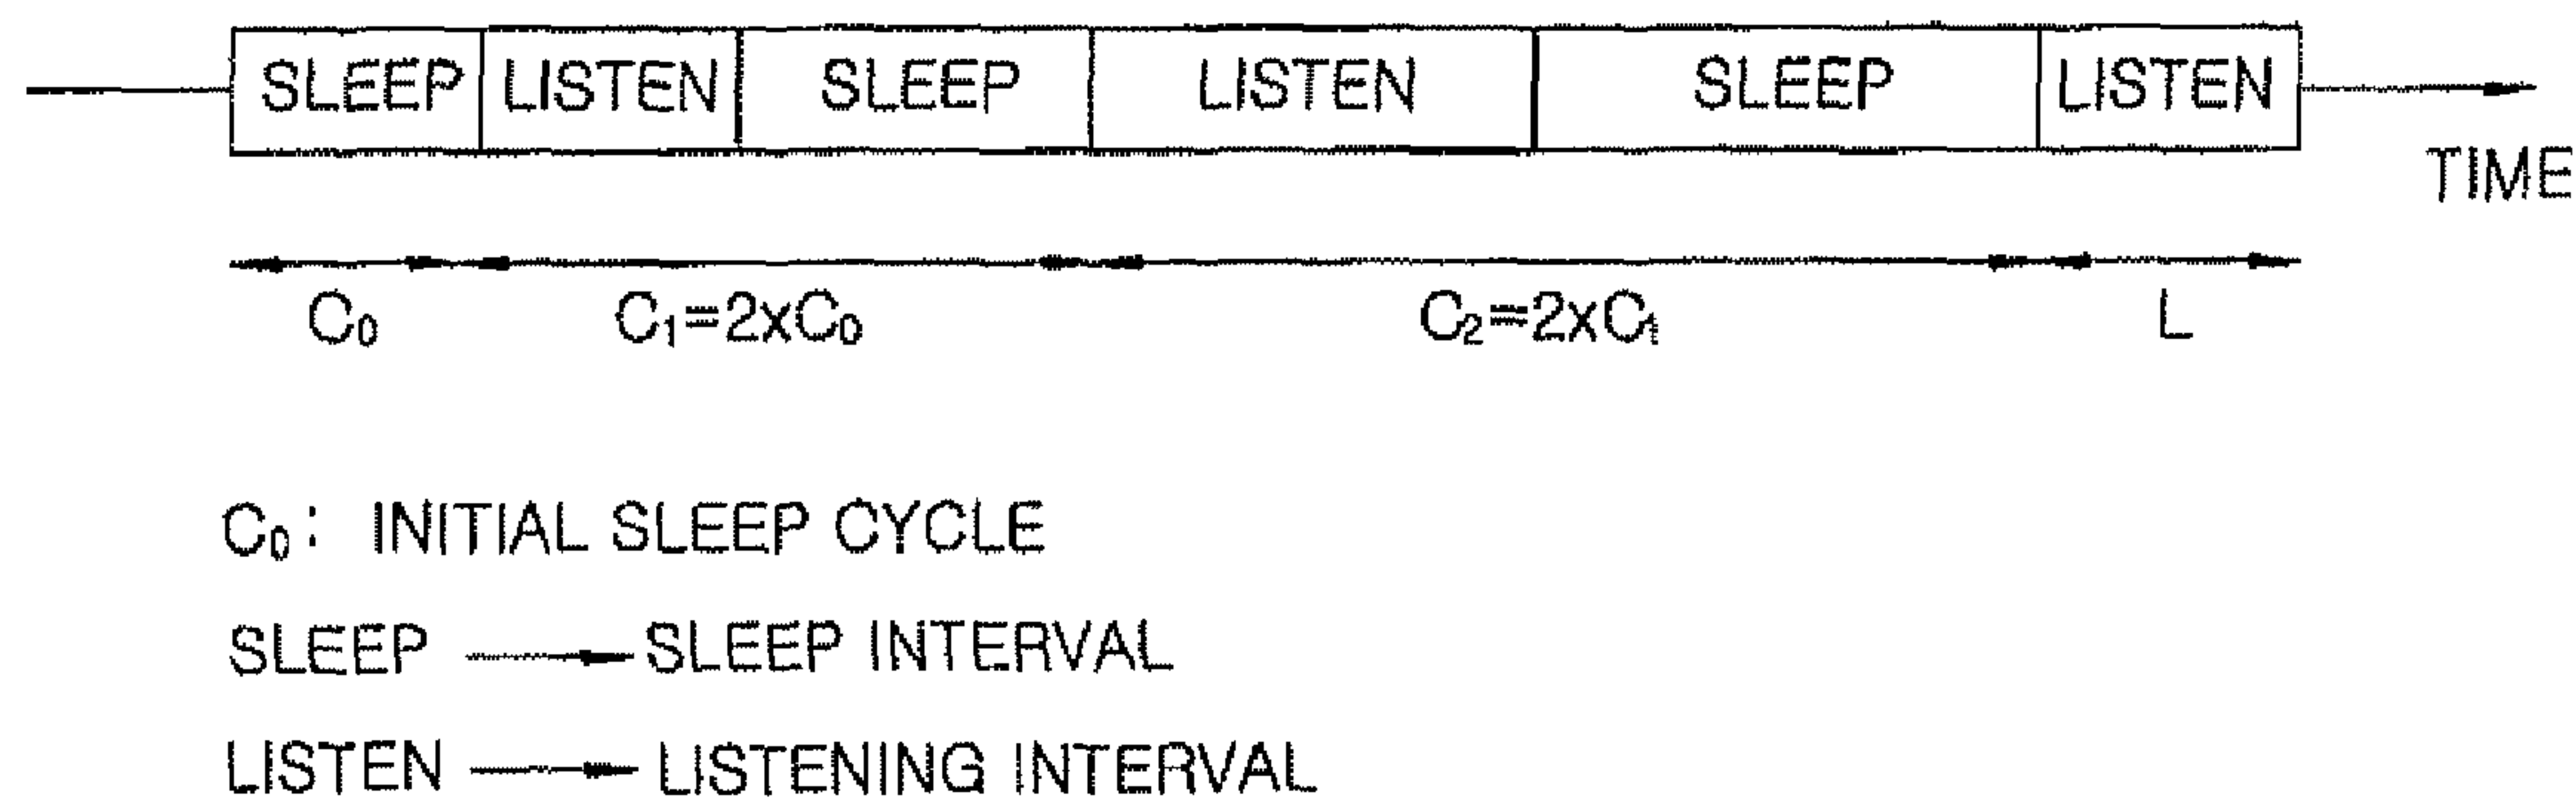 SLEEP LISTEN SLEEP LISTEN SLEEP LISTEN
TIME
C₀ C₁=2xC₀ C₂=2xC₁ L
C₀: INITIAL SLEEP CYCLE
SLEEP → SLEEP INTERVAL
LISTEN → LISTENING INTERVAL